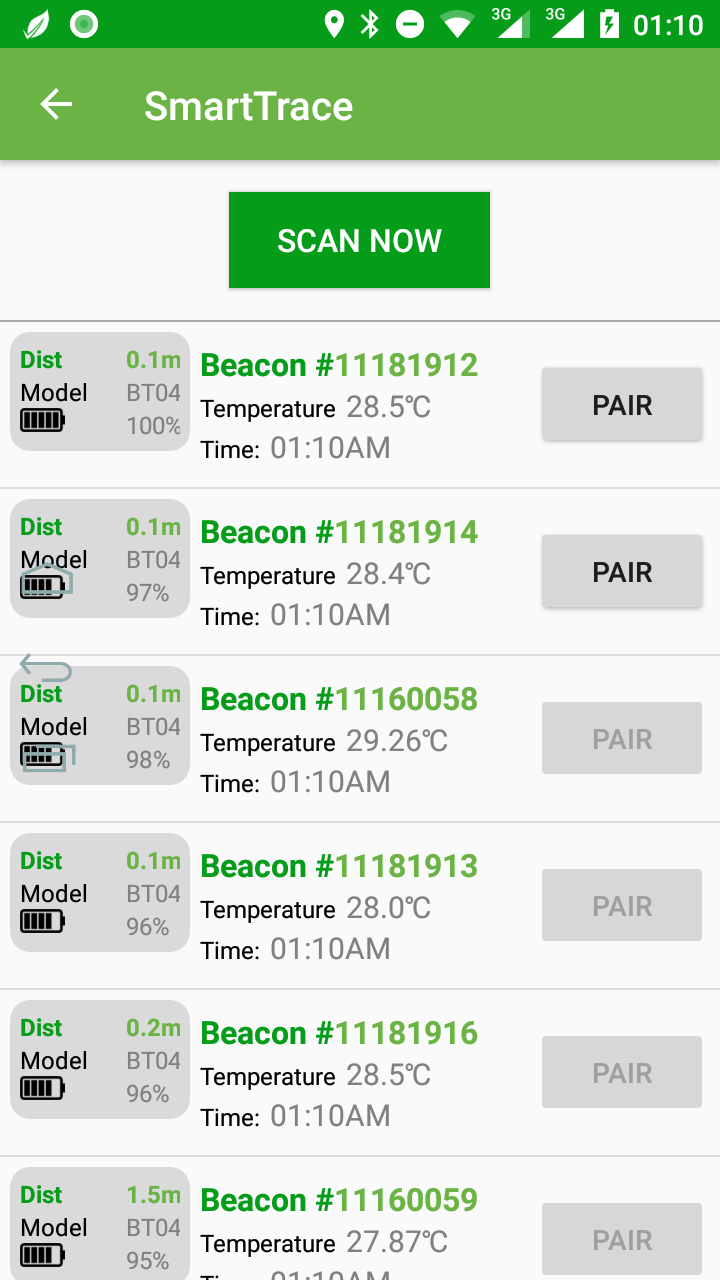 3G 3G 01:10
SmartTrace
SCAN NOW
Dist 0.1m
Model BT04
100%
Beacon #11181912
Temperature 28.5℃
Time: 01:10AM
PAIR
Dist 0.1m
Model BT04
97%
Beacon #11181914
Temperature 28.4℃
Time: 01:10AM
PAIR
Dist 0.1m
Model BT04
98%
Beacon #11160058
Temperature 29.26℃
Time: 01:10AM
PAIR
Dist 0.1m
Model BT04
96%
Beacon #11181913
Temperature 28.0℃
Time: 01:10AM
PAIR
Dist 0.2m
Model BT04
96%
Beacon #11181916
Temperature 28.5℃
Time: 01:10AM
PAIR
Dist 1.5m
Model BT04
95%
Beacon #11160059
Temperature 27.87℃
PAIR